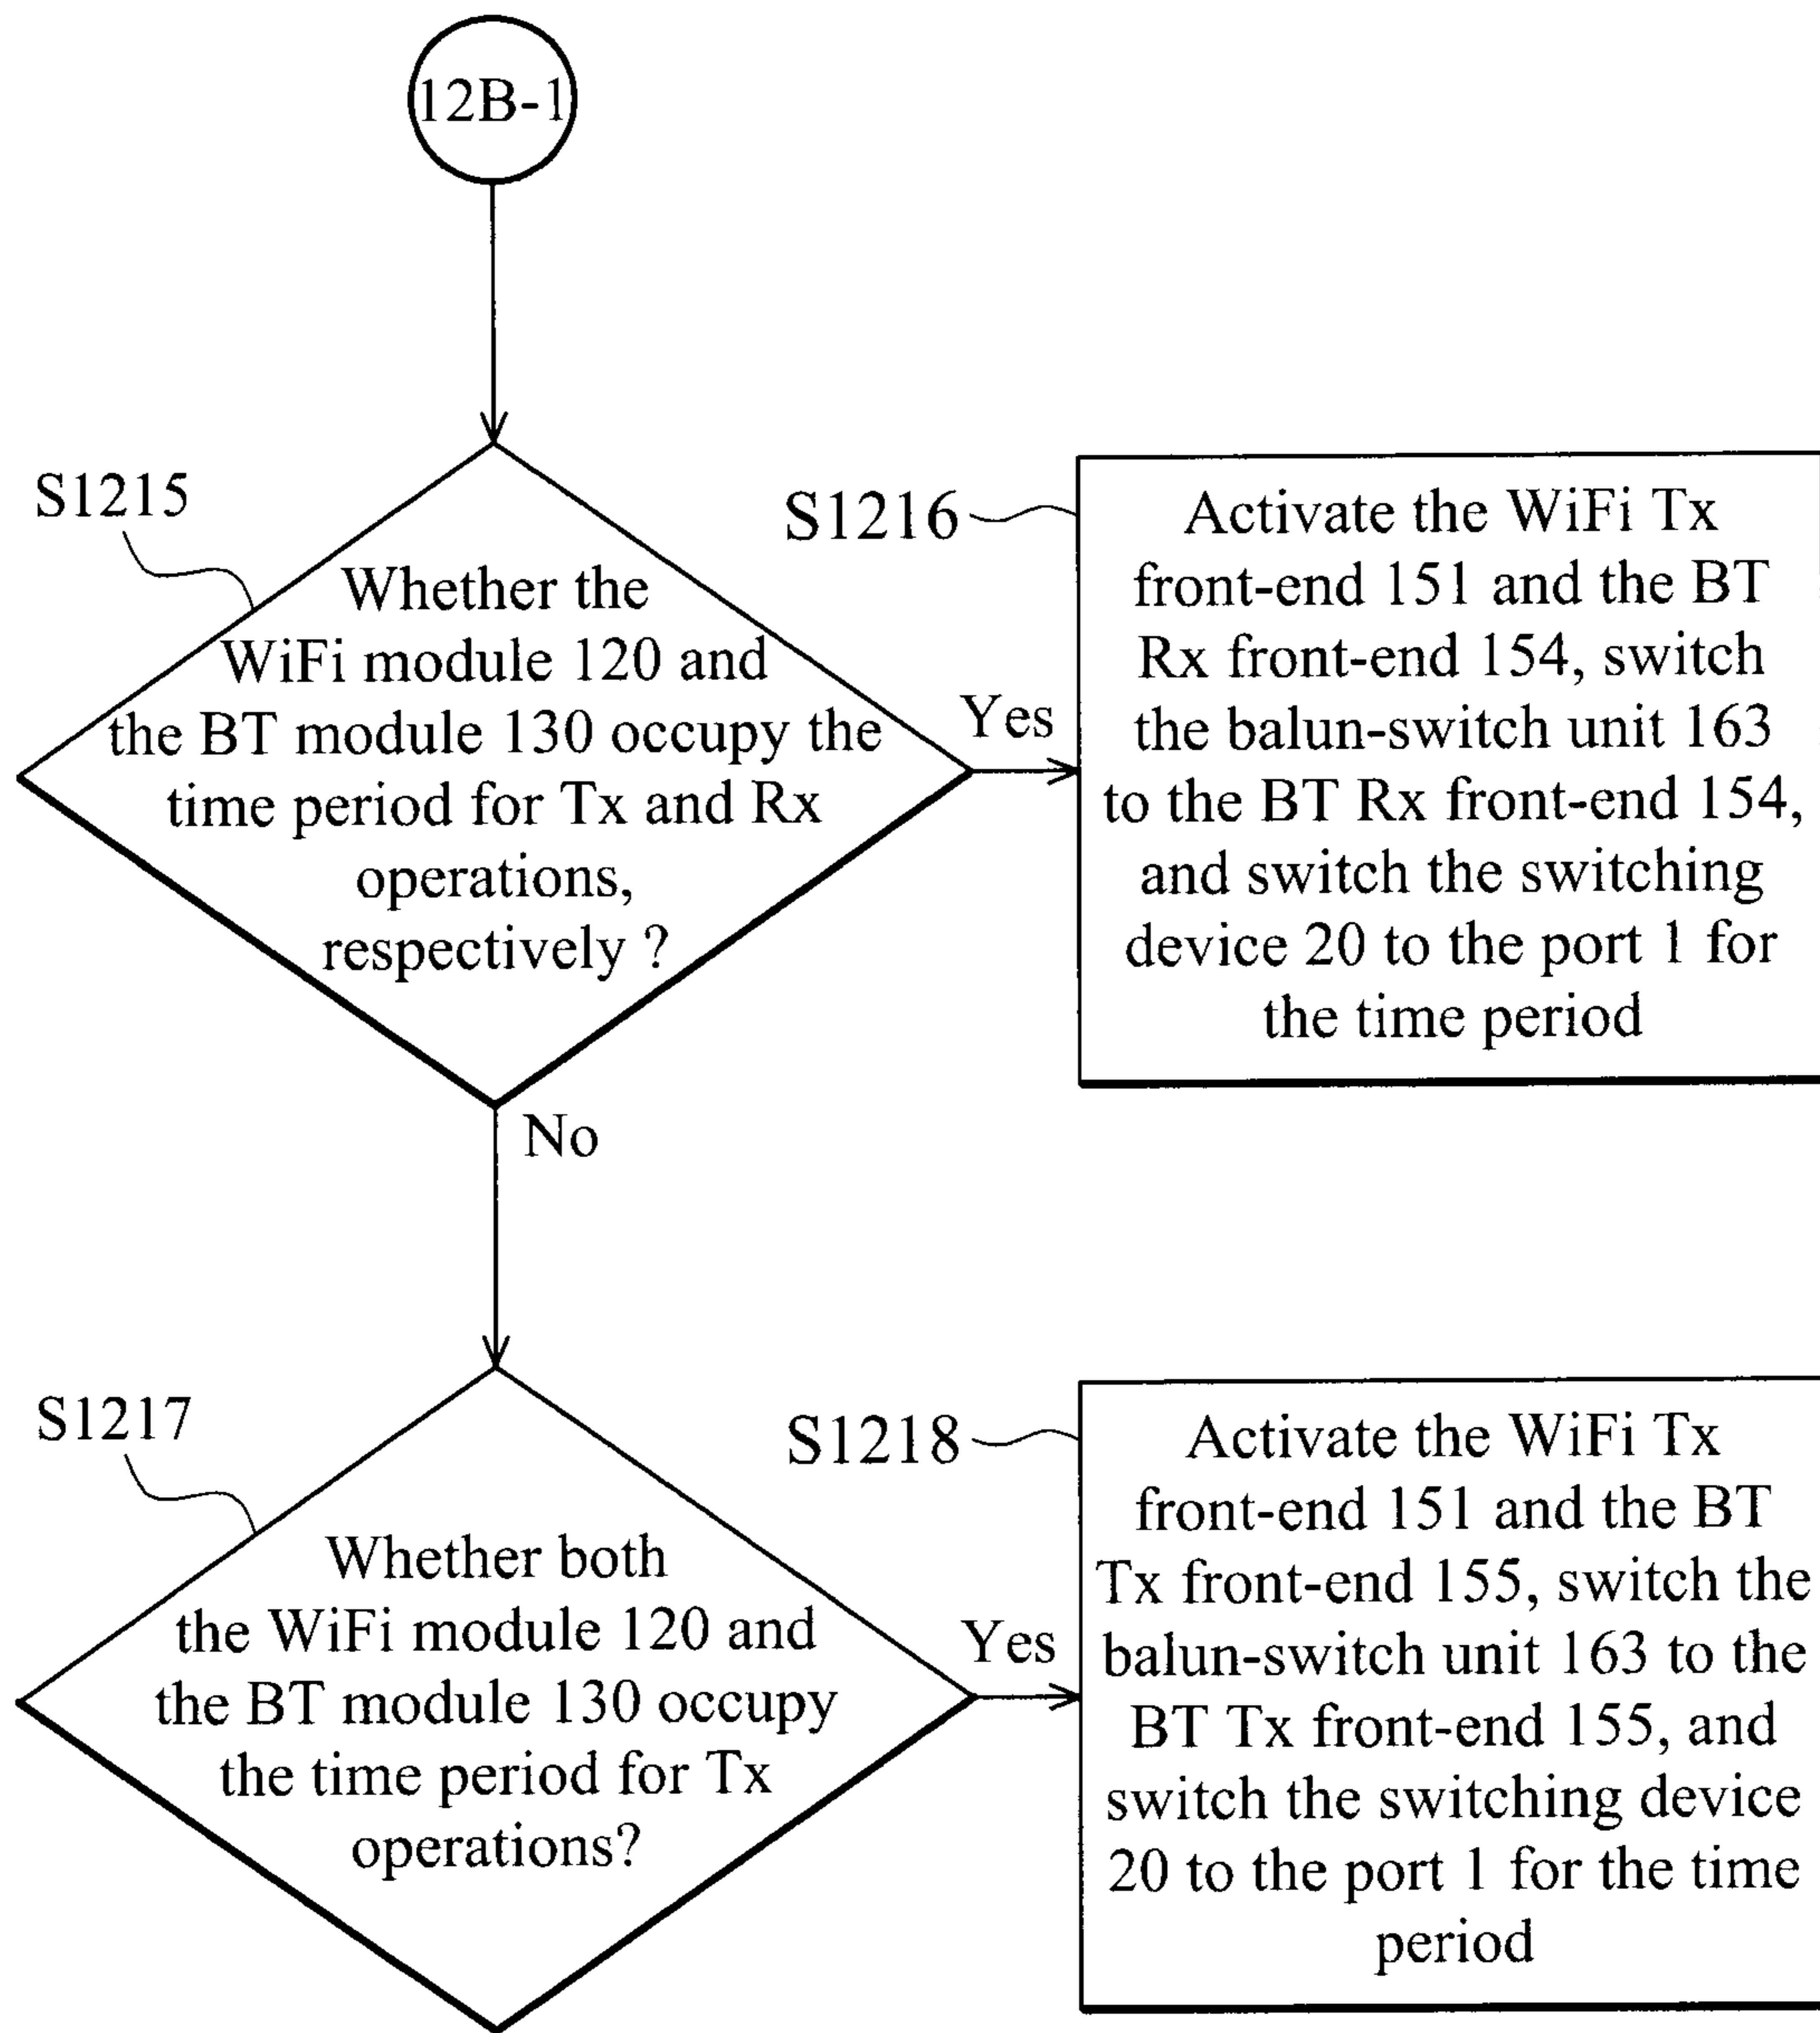 12B-1
S1215
Whether the
WiFi module 120 and
the BT module 130 occupy the
time period for Tx and Rx
operations,
respectively ?
Yes
S1216
Activate the WiFi Tx
front-end 151 and the BT
Rx front-end 154, switch
the balun-switch unit 163
to the BT Rx front-end 154,
and switch the switching
device 20 to the port 1 for
the time period
No
S1217
Whether both
the WiFi module 120 and
the BT module 130 occupy
the time period for Tx
operations?
Yes
S1218
Activate the WiFi Tx
front-end 151 and the BT
Tx front-end 155, switch the
balun-switch unit 163 to the
BT Tx front-end 155, and
switch the switching device
20 to the port 1 for the time
period